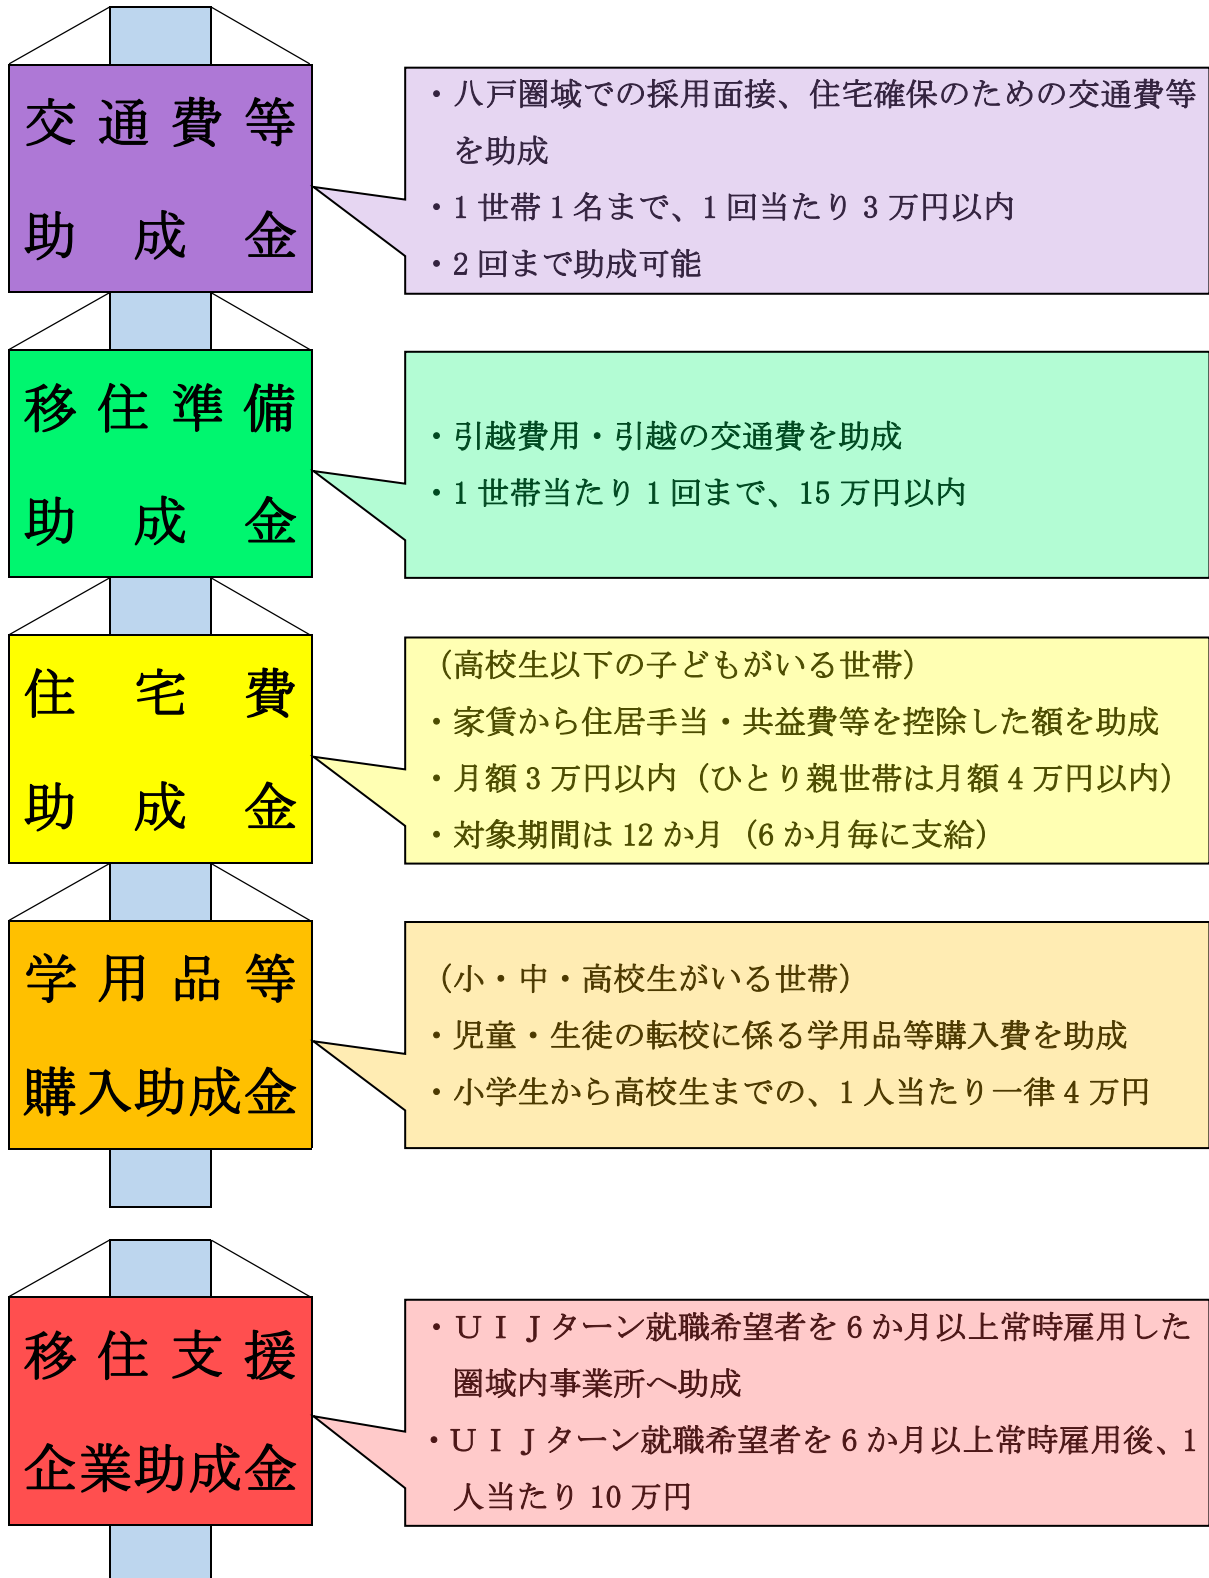 交通費等
助成金
・八戸圏域での採用面接、住宅確保のための交通費等
を助成
・1世帯1名まで、1回当たり3万円以内
・2回まで助成可能
移住準備
助成金
・引越費用・引越の交通費を助成
・1世帯当たり1回まで、15万円以内
住宅費
助成金
（高校生以下の子どもがいる世帯）
・家賃から住居手当・共益費等を控除した額を助成
・月額3万円以内（ひとり親世帯は月額4万円以内）
・対象期間は12か月（6か月毎に支給）
学用品等
購入助成金
（小・中・高校生がいる世帯）
・児童・生徒の転校に係る学用品等購入費を助成
・小学生から高校生までの、1人当たり一律4万円
移住支援
企業助成金
・ＵＩＪターン就職希望者を6か月以上常時雇用した
圏域内事業所へ助成
・ＵＩＪターン就職希望者を6か月以上常時雇用後、1
人当たり10万円